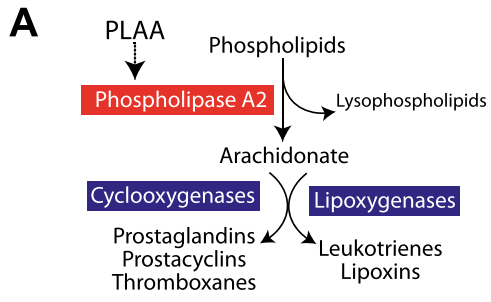 A
PLAA
Phospholipids
Phospholipase A2
Lysophospholipids
Arachidonate
Cyclooxygenases
Lipoxygenases
Prostaglandins
Prostacyclins
Thromboxanes
Leukotrienes
Lipoxins